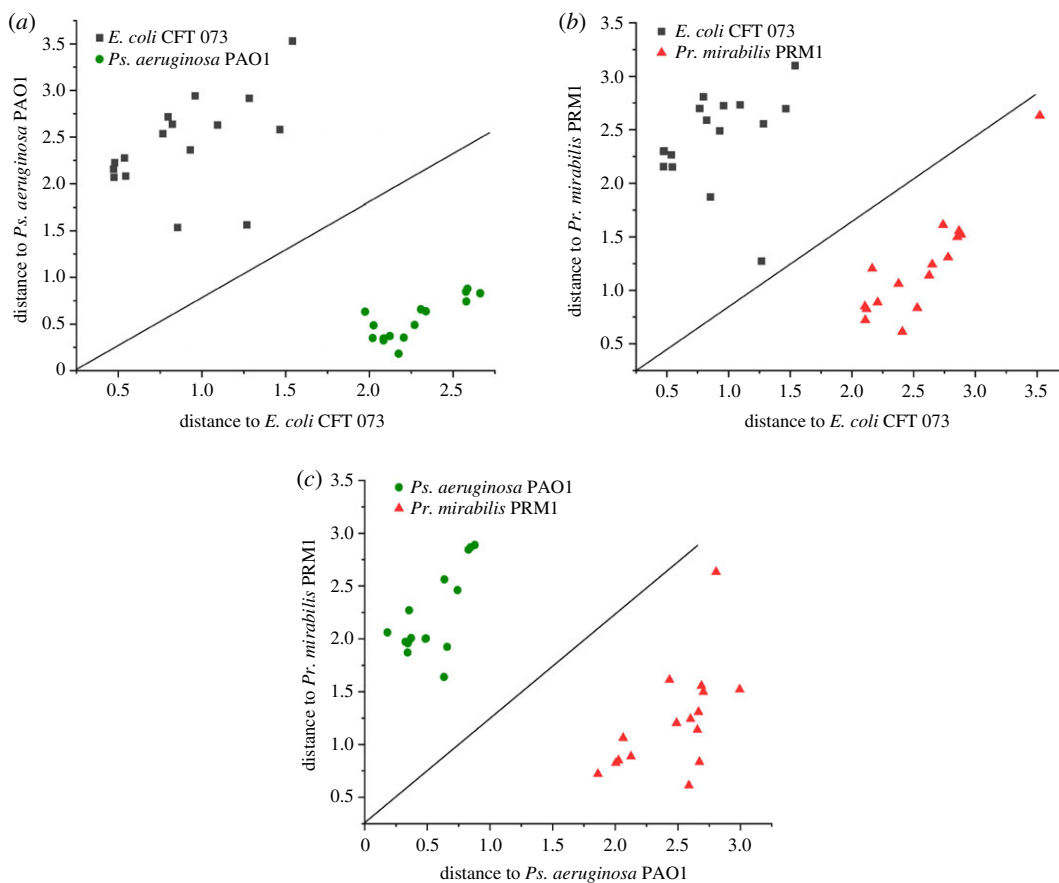 (a)
E. coli CFT 073
Ps. aeruginosa PAO1
3.5
3.0
2.5
2.0
1.5
1.0
0.5
0
distance to Ps. aeruginosa PAO1
0.5
1.0
1.5
2.0
2.5
distance to E. coli CFT 073
(b)
E. coli CFT 073
Pr. mirabilis PRM1
3.5
3.0
2.5
2.0
1.5
1.0
0.5
distance to Pr. mirabilis PRM1
0.5
1.0
1.5
2.0
2.5
3.0
3.5
distance to E. coli CFT 073
(c)
Ps. aeruginosa PAO1
Pr. mirabilis PRM1
3.5
3.0
2.5
2.0
1.5
1.0
0.5
distance to Pr. mirabilis PRM1
0
0.5
1.0
1.5
2.0
2.5
3.0
distance to Ps. aeruginosa PAO1